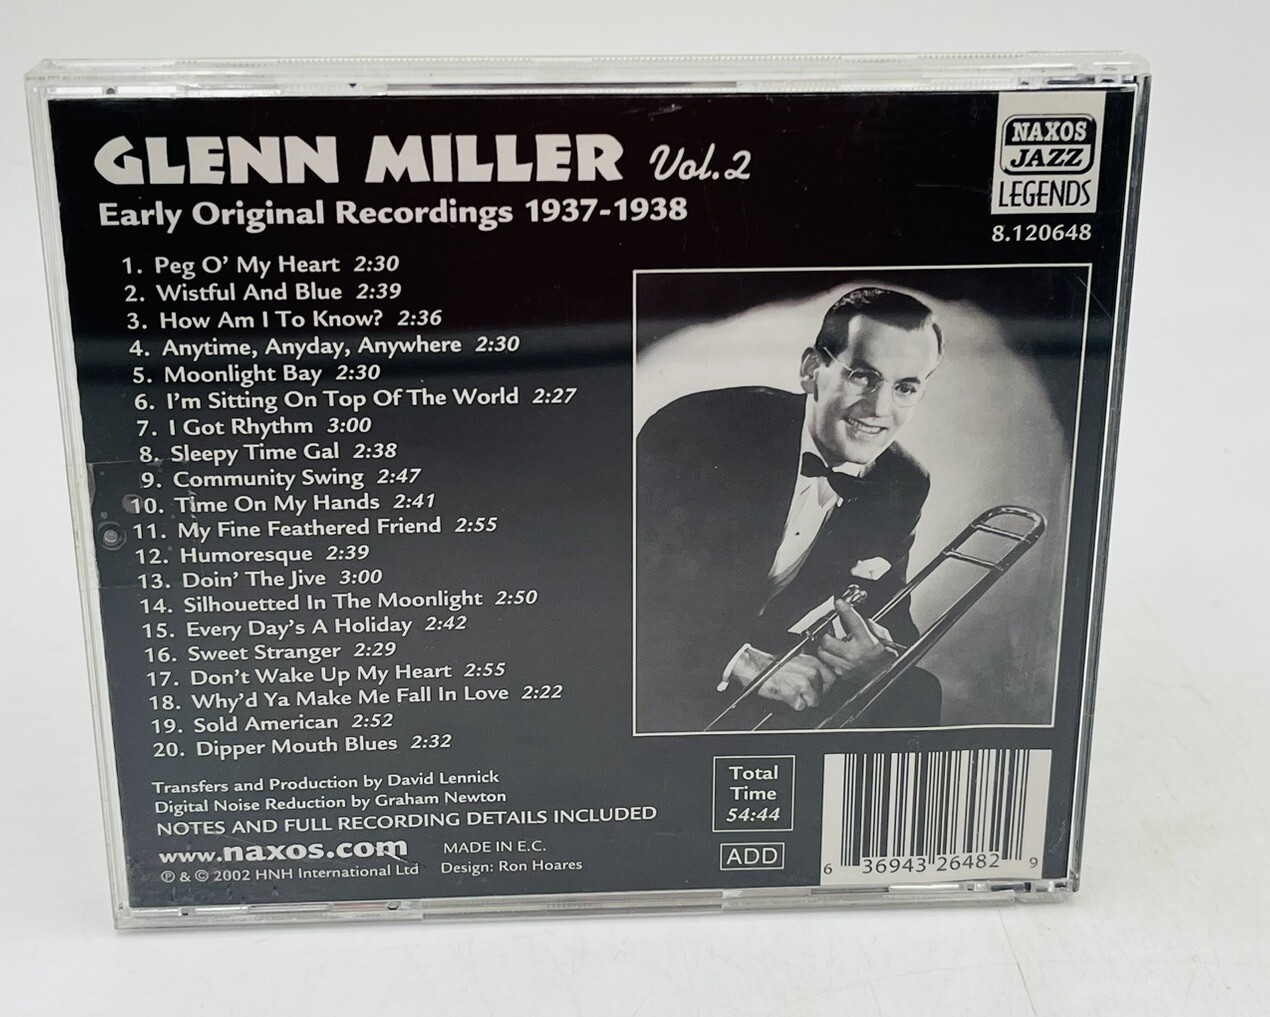 GLENN MILLER Vol.2
Early Original Recordings 1937-1938
NAXOS
JAZZ
LEGENDS
8.120648
1. Peg O' My Heart 2:30
2. Wistful And Blue 2:39
3. How Am I To Know? 2:36
4. Anytime, Anyday, Anywhere 2:30
5. Moonlight Bay 2:30
6. I'm Sitting On Top Of The World 2:27
7. I Got Rhythm 3:00
8. Sleepy Time Gal 2:38
9. Community Swing 2:47
10. Time On My Hands 2:41
11. My Fine Feathered Friend 2:55
12. Humoresque 2:39
13. Doin' The Jive 3:00
14. Silhouetted In The Moonlight 2:50
15. Every Day's A Holiday 2:42
16. Sweet Stranger 2:29
17. Don't Wake Up My Heart 2:55
18. Why'd Ya Make Me Fall In Love 2:22
19. Sold American 2:52
20. Dipper Mouth Blues 2:32
Transfers and Production by David Lennick
Digital Noise Reduction by Graham Newton
NOTES AND FULL RECORDING DETAILS INCLUDED
www.naxos.com
℗ & © 2002 HNH International Ltd
MADE IN E.C.
Design: Ron Hoares
Total
Time
54:44
ADD
6 36943 26482 9